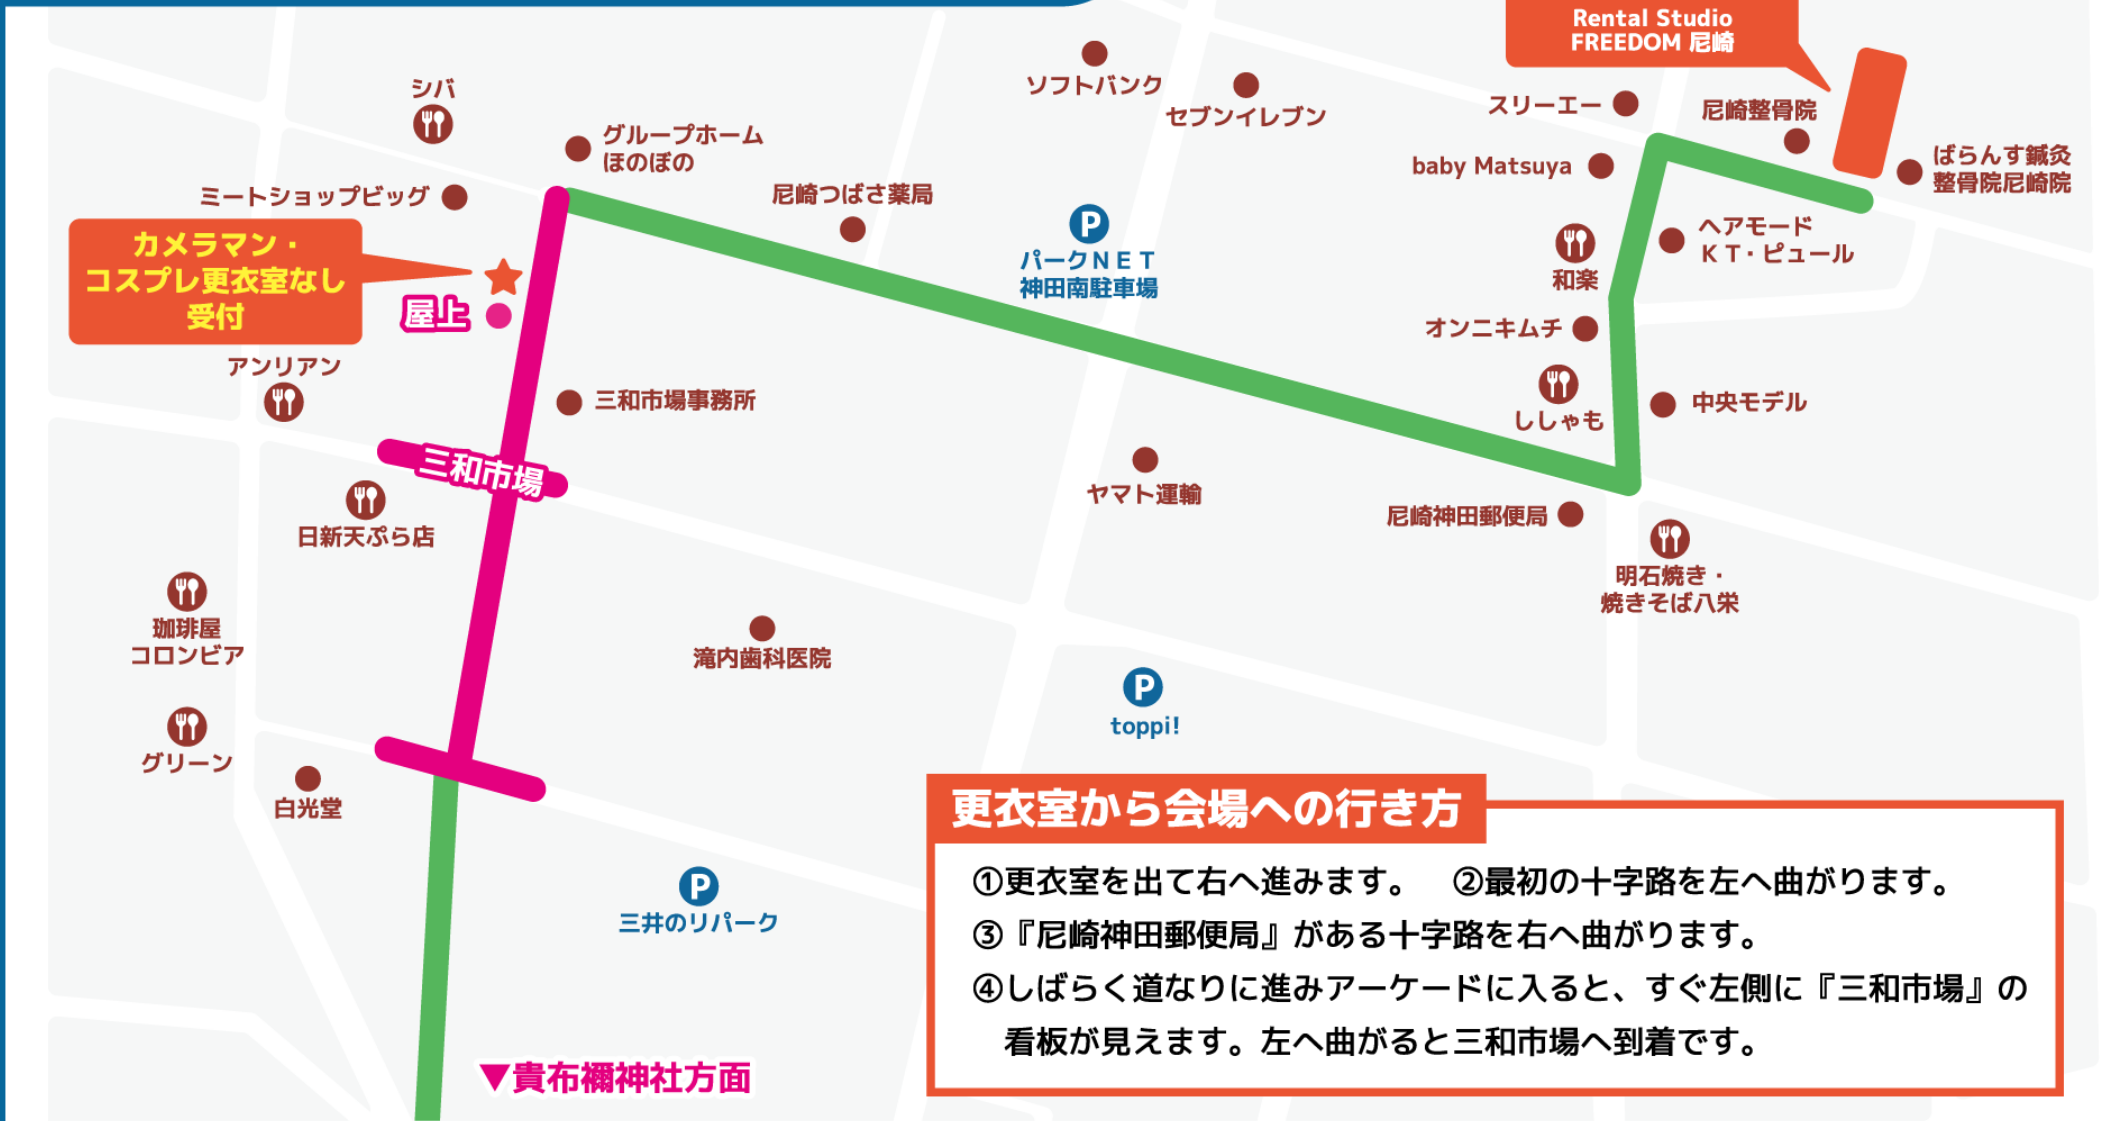 Rental Studio
FREEDOM 尼崎
シバ
ソフトバンク
セブンイレブン
スリーエー
尼崎整骨院
グループホーム
ほのぼの
baby Matsuya
ばらんす鍼灸
整骨院尼崎院
ミートショップビッグ
尼崎つばさ薬局
カメラマン・
コスプレ更衣室なし
受付
屋上
P
パークNET
神田南駐車場
和楽
ヘアモード
KT・ピュール
オンニキムチ
アンリアン
三和市場事務所
ししゃも
中央モデル
三和市場
日新天ぷら店
ヤマト運輸
尼崎神田郵便局
明石焼き・
焼きそば八栄
珈琲屋
コロンビア
滝内歯科医院
P
toppi!
グリーン
白光堂
P
三井のリパーク
▼貴布禰神社方面
更衣室から会場への行き方
①更衣室を出て右へ進みます。　②最初の十字路を左へ曲がります。
③『尼崎神田郵便局』がある十字路を右へ曲がります。
④しばらく道なりに進みアーケードに入ると、すぐ左側に『三和市場』の
看板が見えます。左へ曲がると三和市場へ到着です。